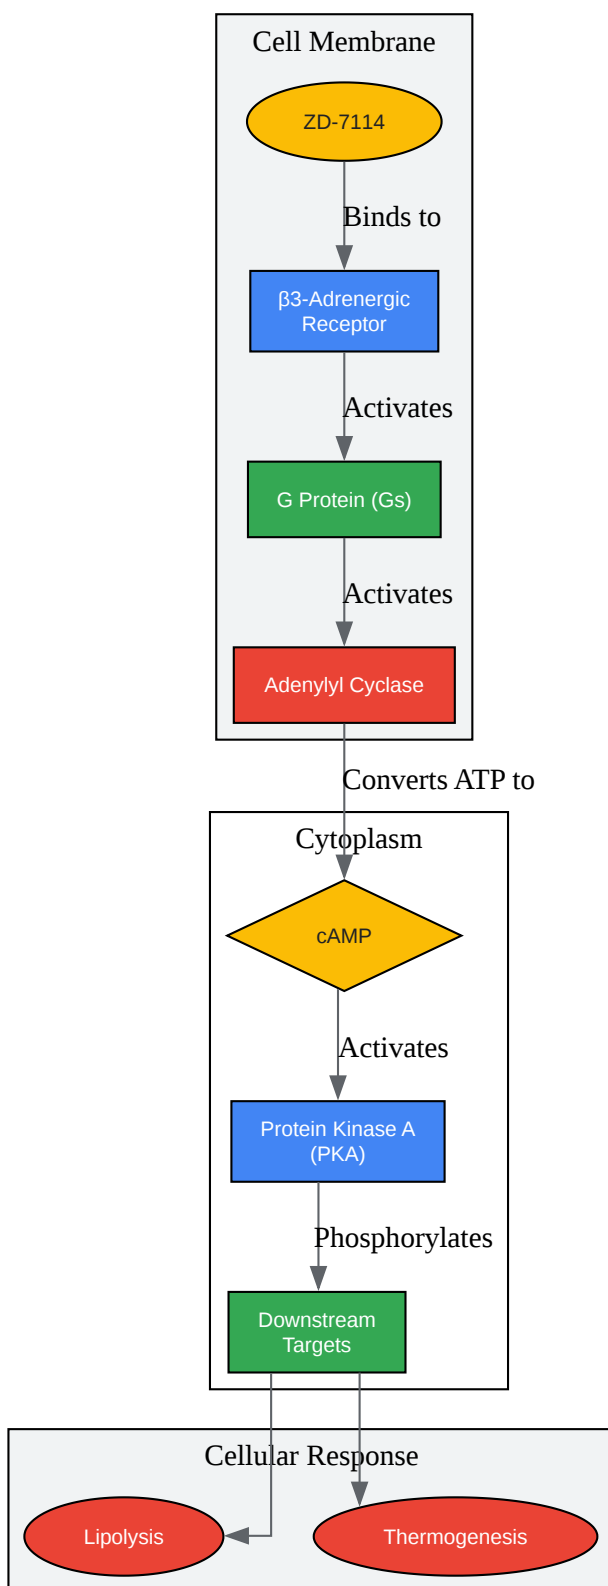 Cell Membrane
ZD-7114
Binds to
β3-Adrenergic
Receptor
Activates
G Protein (Gs)
Activates
Adenylyl Cyclase
Converts ATP to
Cytoplasm
cAMP
Activates
Protein Kinase A
(PKA)
Phosphorylates
Downstream
Targets
Cellular Response
Lipolysis
Thermogenesis